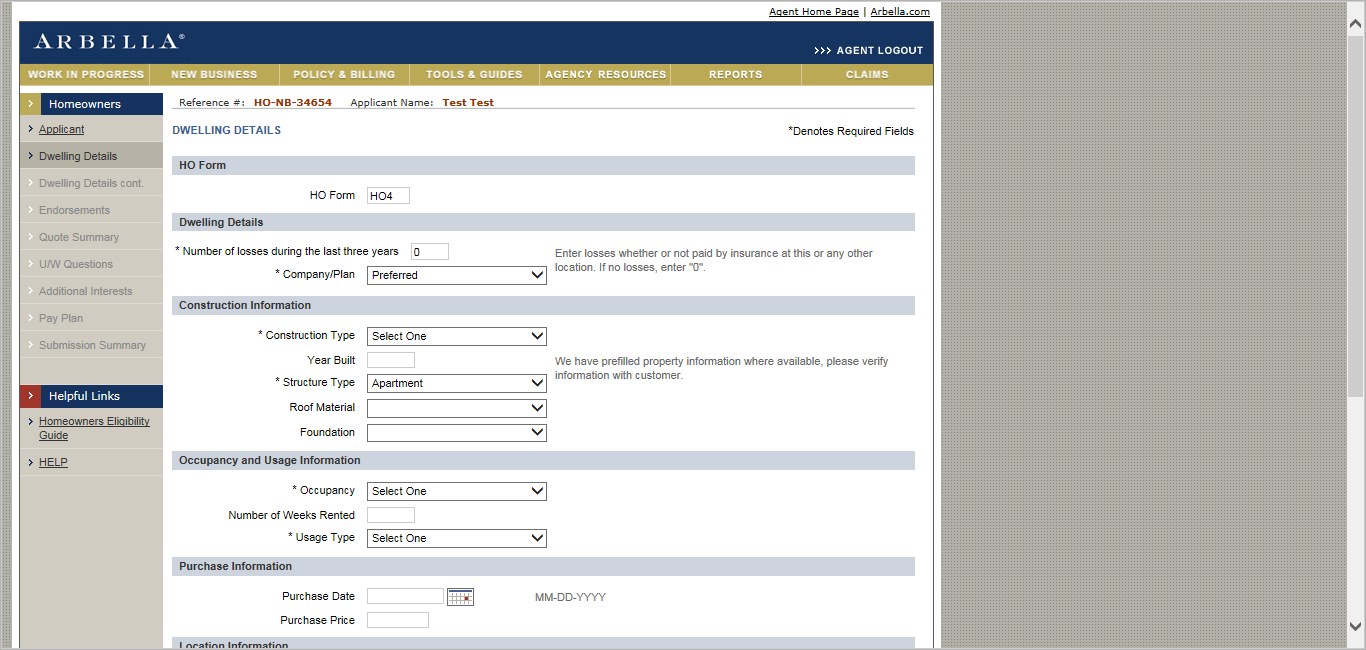 Agent Home Page | Arbella.com
ARBELLA®
>>> AGENT LOGOUT
WORK IN PROGRESS NEW BUSINESS POLICY & BILLING TOOLS & GUIDES AGENCY RESOURCES REPORTS CLAIMS
Homeowners
Applicant
Dwelling Details
Dwelling Details cont.
Endorsements
Quote Summary
U/W Questions
Additional Interests
Pay Plan
Submission Summary
Helpful Links
Homeowners Eligibility
Guide
HELP
Reference #: HO-NB-34654 Applicant Name: Test Test
DWELLING DETAILS
*Denotes Required Fields
HO Form
HO Form HO4
Dwelling Details
* Number of losses during the last three years 0
Enter losses whether or not paid by insurance at this or any other
location. If no losses, enter "0".
* Company/Plan Preferred
Construction Information
* Construction Type Select One
Year Built
We have prefilled property information where available, please verify
information with customer.
* Structure Type Apartment
Roof Material
Foundation
Occupancy and Usage Information
* Occupancy Select One
Number of Weeks Rented
* Usage Type Select One
Purchase Information
Purchase Date MM-DD-YYYY
Purchase Price
Location Information